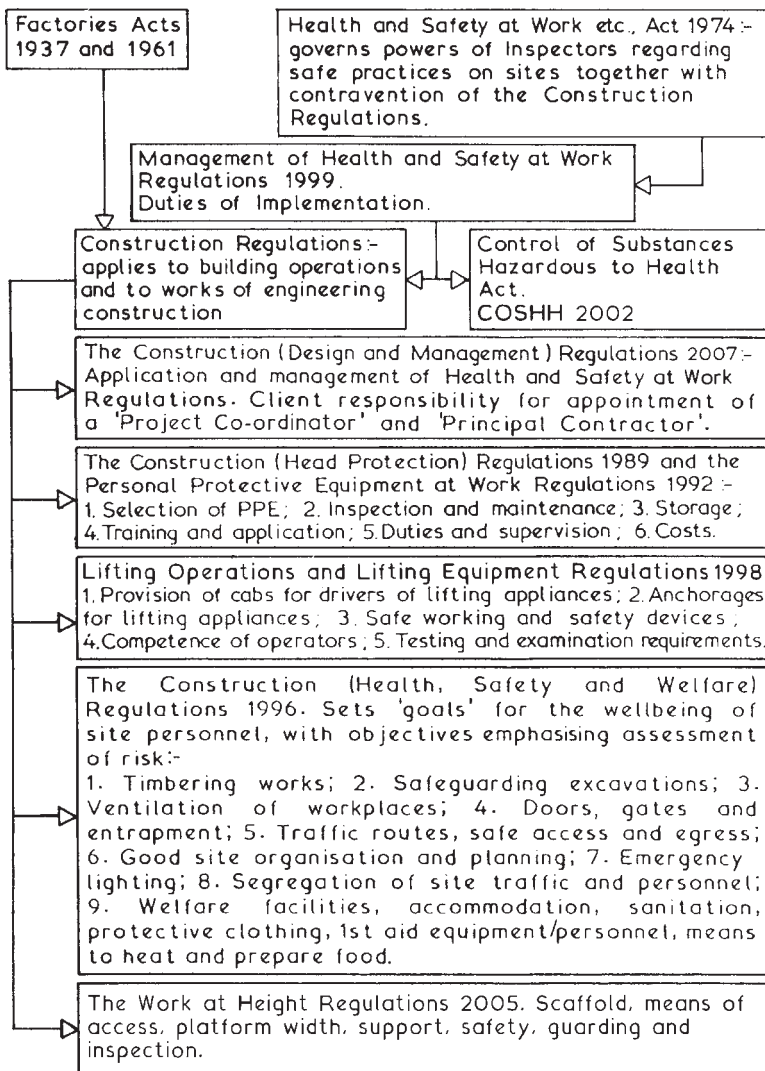 Factories Acts
1937 and 1961
Health and Safety at Work etc., Act 1974:-
governs powers of Inspectors regarding
safe practices on sites together with
contravention of the Construction
Regulations.
Management of Health and Safety at Work
Regulations 1999.
Duties of Implementation.
Construction Regulations:-
applies to building operations
and to works of engineering
construction
Control of Substances
Hazardous to Health
Act.
COSHH 2002
The Construction (Design and Management) Regulations 2007:-
Application and management of Health and Safety at Work
Regulations. Client responsibility for appointment of
a 'Project Co-ordinator' and 'Principal Contractor'.
The Construction (Head Protection) Regulations 1989 and the
Personal Protective Equipment at Work Regulations 1992:-
1. Selection of PPE; 2. Inspection and maintenance; 3. Storage;
4. Training and application; 5. Duties and supervision; 6. Costs.
Lifting Operations and Lifting Equipment Regulations 1998
1. Provision of cabs for drivers of lifting appliances; 2. Anchorages
for lifting appliances; 3. Safe working and safety devices;
4. Competence of operators; 5. Testing and examination requirements.
The Construction (Health, Safety and Welfare)
Regulations 1996. Sets 'goals' for the wellbeing of
site personnel, with objectives emphasising assessment
of risk:-
1. Timbering works; 2. Safeguarding excavations; 3.
Ventilation of workplaces; 4. Doors, gates and
entrapment; 5. Traffic routes, safe access and egress;
6. Good site organisation and planning; 7. Emergency
lighting; 8. Segregation of site traffic and personnel;
9. Welfare facilities, accommodation, sanitation,
protective clothing, 1st aid equipment/personnel, means
to heat and prepare food.
The Work at Height Regulations 2005. Scaffold, means of
access, platform width, support, safety, guarding and
inspection.